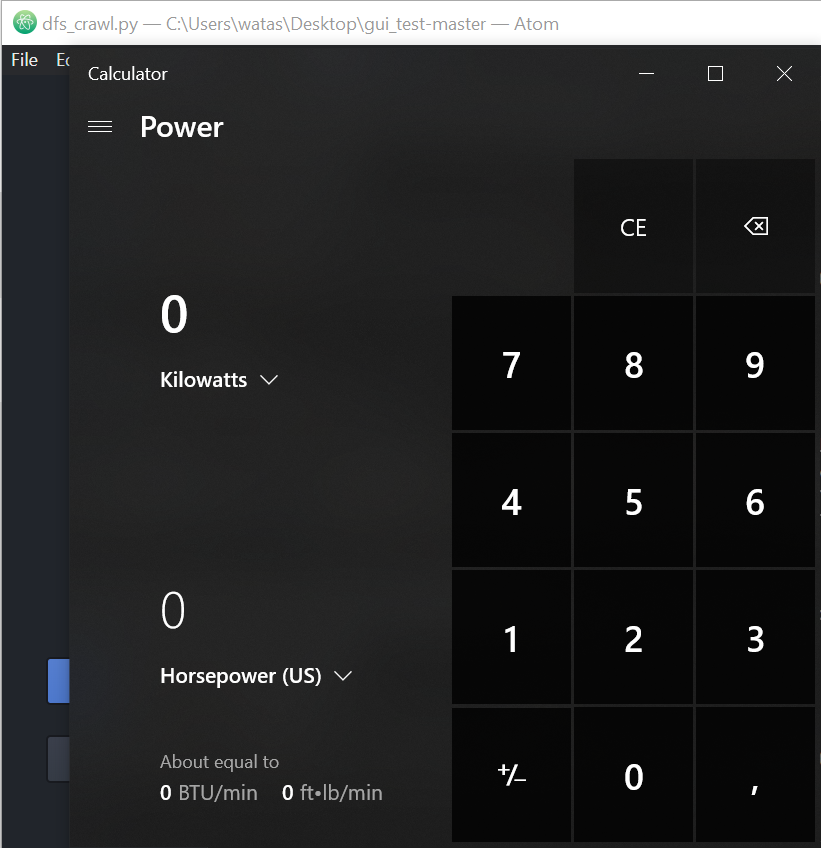 dfs_crawl.py — C:\Users\watas\Desktop\gui_test-master — Atom
File
Calculator
Power
CE
0
Kilowatts
7 8 9
4 5 6
0
Horsepower (US)
1 2 3
About equal to
0 BTU/min 0 ft•lb/min
+/− 0 ,